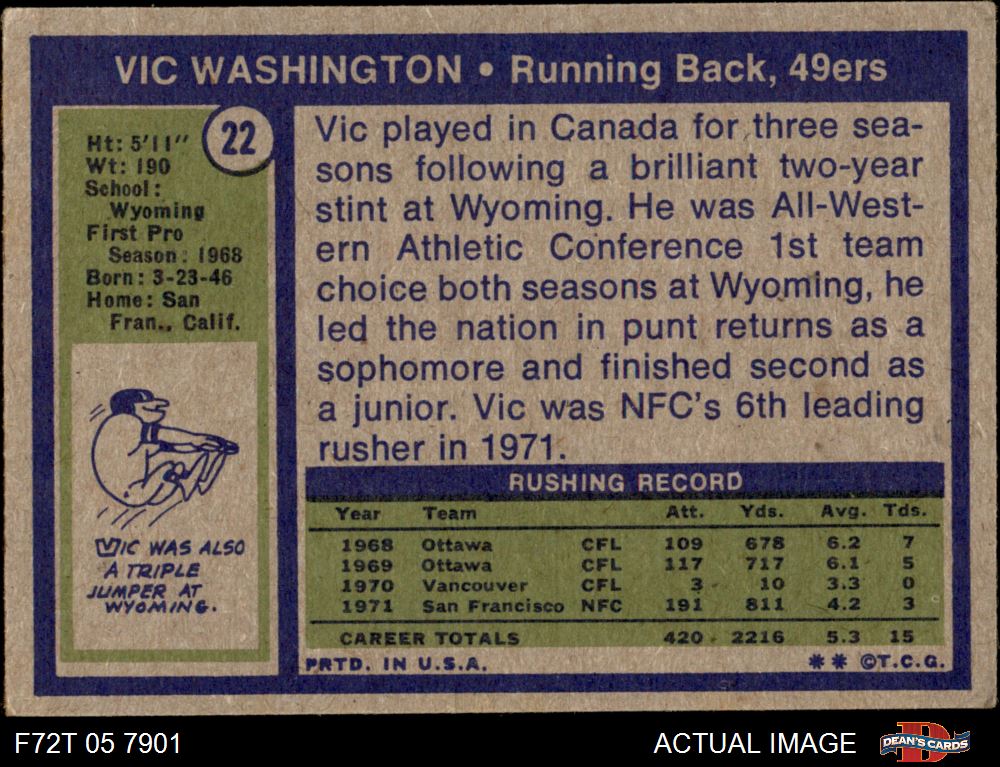 VIC WASHINGTON • Running Back, 49ers
22
Ht: 5'11"
Wt: 190
School:
Wyoming
First Pro
Season: 1968
Born: 3-23-46
Home: San
Fran., Calif.
VIC WAS ALSO
A TRIPLE
JUMPER AT
WYOMING.
Vic played in Canada for three sea-
sons following a brilliant two-year
stint at Wyoming. He was All-West-
ern Athletic Conference 1st team
choice both seasons at Wyoming, he
led the nation in punt returns as a
sophomore and finished second as
a junior. Vic was NFC's 6th leading
rusher in 1971.
RUSHING RECORD
Year Team Att. Yds. Avg. Tds.
1968 Ottawa CFL 109 678 6.2 7
1969 Ottawa CFL 117 717 6.1 5
1970 Vancouver CFL 3 10 3.3 0
1971 San Francisco NFC 191 811 4.2 3
CAREER TOTALS 420 2216 5.3 15
PRTD. IN U.S.A. ** ©T.C.G.
F72T 05 7901 ACTUAL IMAGE D DEAN'S CARDS